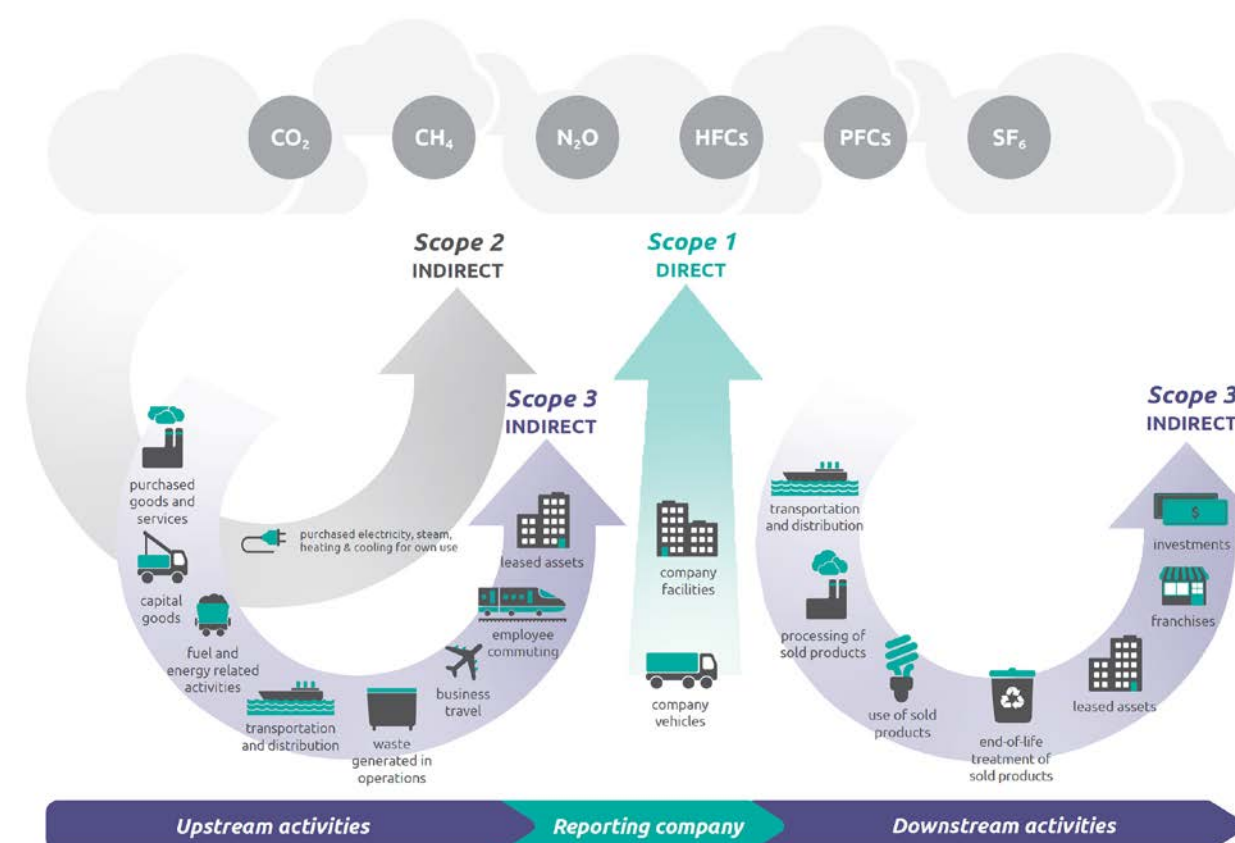 CO₂
CH₄
N₂O
HFCs
PFCs
SF₆
Scope 2
INDIRECT
Scope 1
DIRECT
Scope 3
INDIRECT
Scope 3
INDIRECT
purchased
goods and
services
capital
goods
fuel and
energy related
activities
purchased electricity, steam,
heating & cooling for own use
transportation
and distribution
waste
generated in
operations
business
travel
employee
commuting
leased assets
company
facilities
company
vehicles
transportation
and distribution
processing of
sold products
use of sold
products
end-of-life
treatment of
sold products
leased assets
franchises
$
investments
Upstream activities
Reporting company
Downstream activities